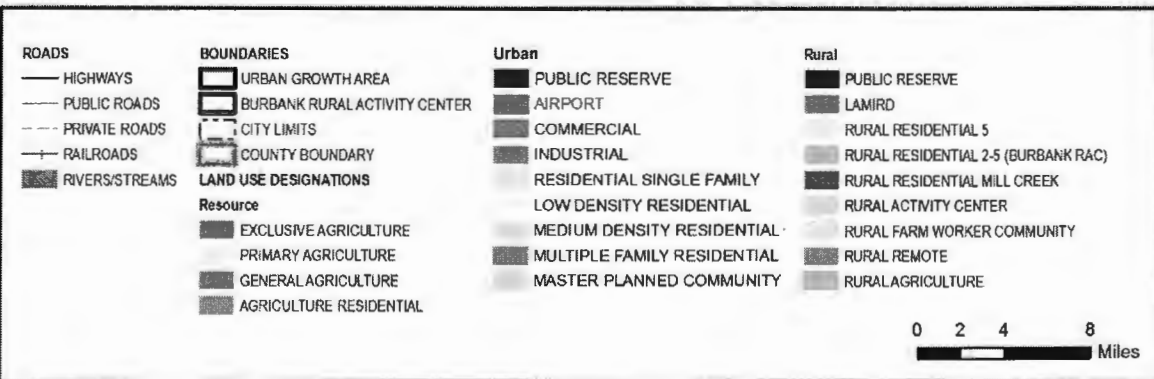 ROADS
HIGHWAYS
PUBLIC ROADS
PRIVATE ROADS
RAILROADS
RIVERS/STREAMS
BOUNDARIES
URBAN GROWTH AREA
BURBANK RURAL ACTIVITY CENTER
CITY LIMITS
COUNTY BOUNDARY
LAND USE DESIGNATIONS
Resource
EXCLUSIVE AGRICULTURE
PRIMARY AGRICULTURE
GENERAL AGRICULTURE
AGRICULTURE RESIDENTIAL
Urban
PUBLIC RESERVE
AIRPORT
COMMERCIAL
INDUSTRIAL
RESIDENTIAL SINGLE FAMILY
LOW DENSITY RESIDENTIAL
MEDIUM DENSITY RESIDENTIAL
MULTIPLE FAMILY RESIDENTIAL
MASTER PLANNED COMMUNITY
Rural
PUBLIC RESERVE
LAMIRD
RURAL RESIDENTIAL 5
RURAL RESIDENTIAL 2-5 (BURBANK RAC)
RURAL RESIDENTIAL MILL CREEK
RURAL ACTIVITY CENTER
RURAL FARM WORKER COMMUNITY
RURAL REMOTE
RURAL AGRICULTURE
0 2 4 8
Miles